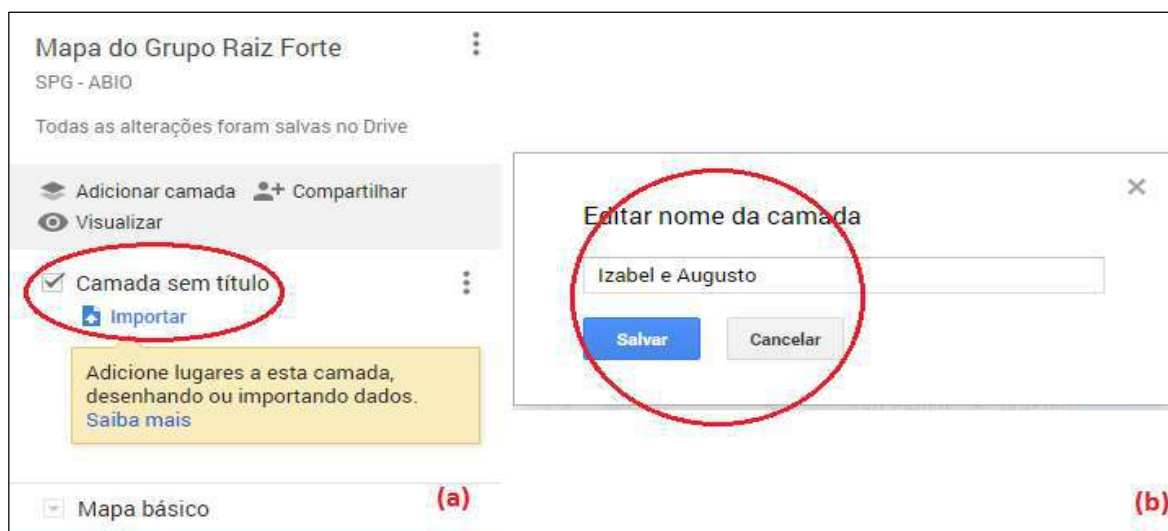 Mapa do Grupo Raiz Forte
SPG - ABIO
Todas as alterações foram salvas no Drive
Adicionar camada Compartilhar
Visualizar
Camada sem título
Importar
Adicione lugares a esta camada,
desenhando ou importando dados.
Saiba mais
Mapa básico
(a)
Editar nome da camada
Izabel e Augusto
Salvar Cancelar
(b)